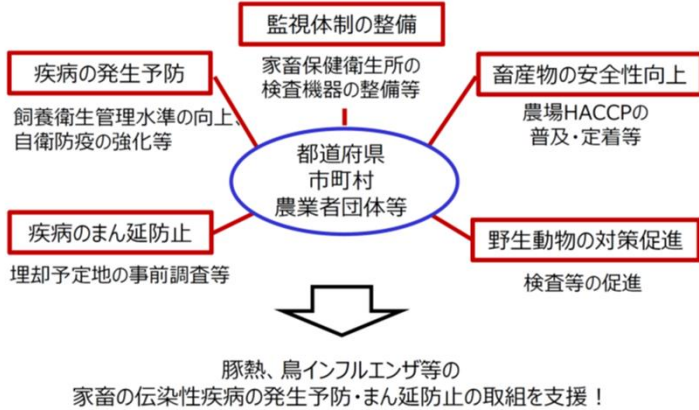 監視体制の整備
家畜保健衛生所の
検査機器の整備等
疾病の発生予防
飼養衛生管理水準の向上、
自衛防疫の強化等
畜産物の安全性向上
農場HACCPの
普及・定着等
都道府県
市町村
農業者団体等
疾病のまん延防止
埋却予定地の事前調査等
野生動物の対策促進
検査等の促進
豚熱、鳥インフルエンザ等の
家畜の伝染性疾病の発生予防・まん延防止の取組を支援！